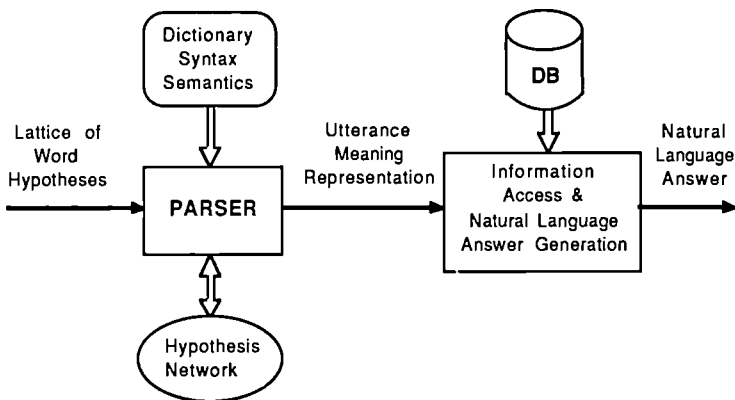 Dictionary
Syntax
Semantics
DB
Lattice of
Word
Hypotheses
PARSER
Utterance
Meaning
Representation
Information
Access &
Natural Language
Answer Generation
Natural
Language
Answer
Hypothesis
Network